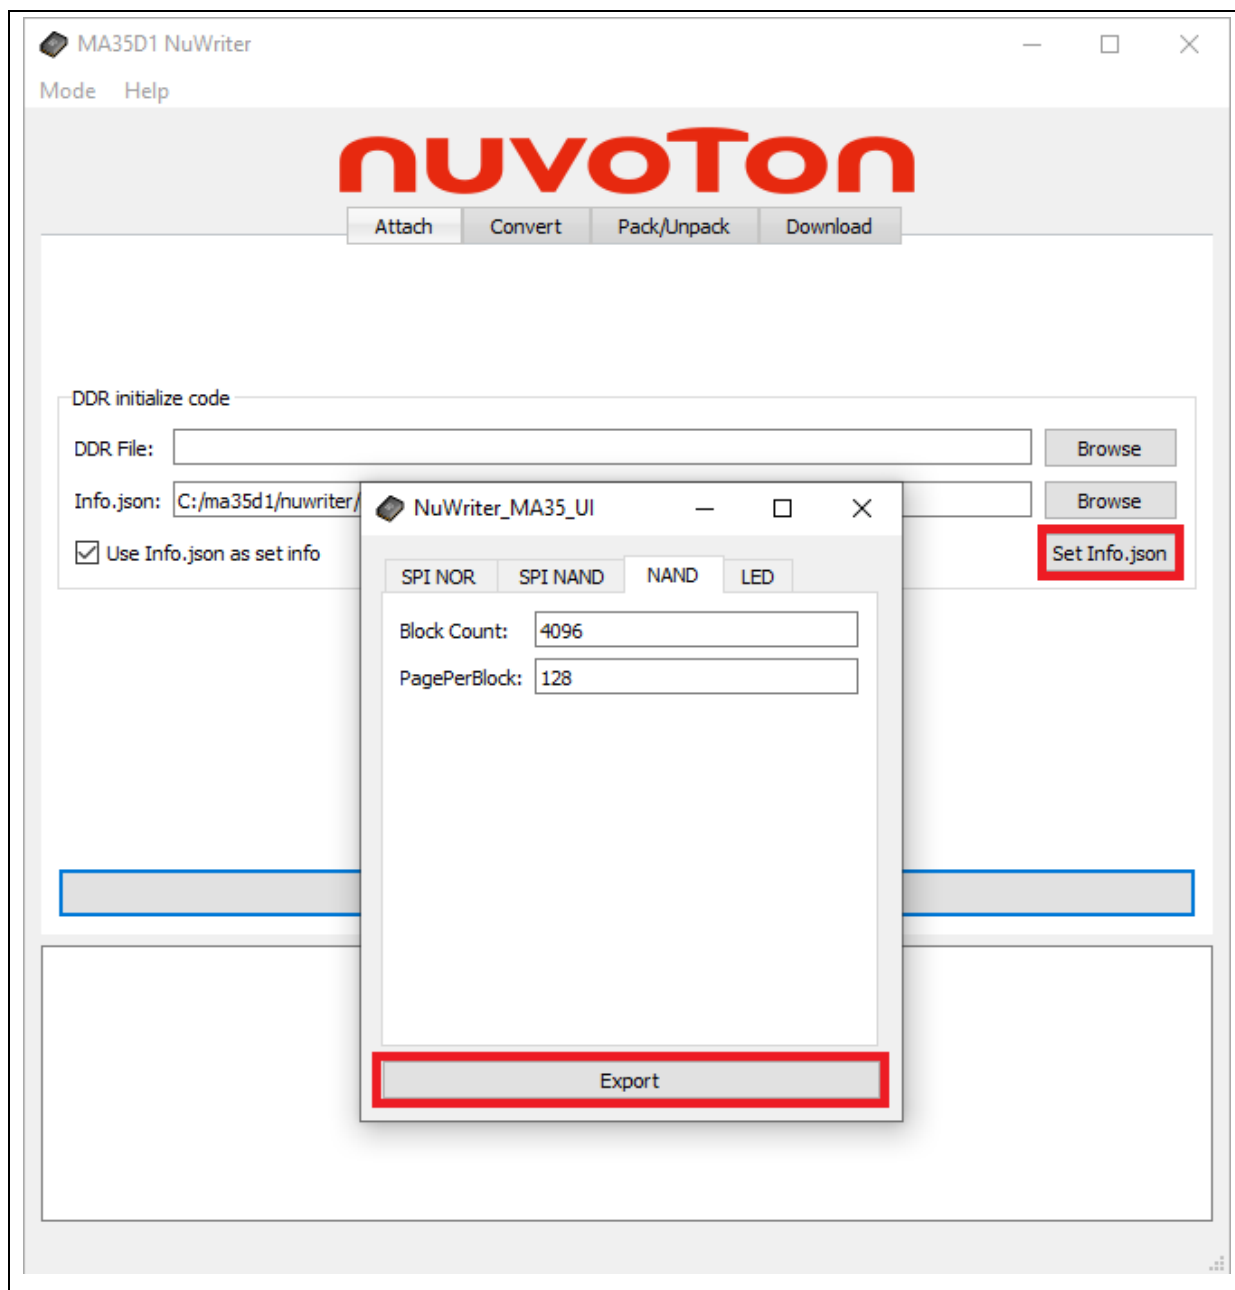 MA35D1 NuWriter
Mode Help
nuvoTon
Attach Convert Pack/Unpack Download
DDR initialize code
DDR File: Browse
Info.json: C:/ma35d1/nuwriter/ Browse
Use Info.json as set info Set Info.json
NuWriter_MA35_UI
SPI NOR SPI NAND NAND LED
Block Count: 4096
PagePerBlock: 128
Export